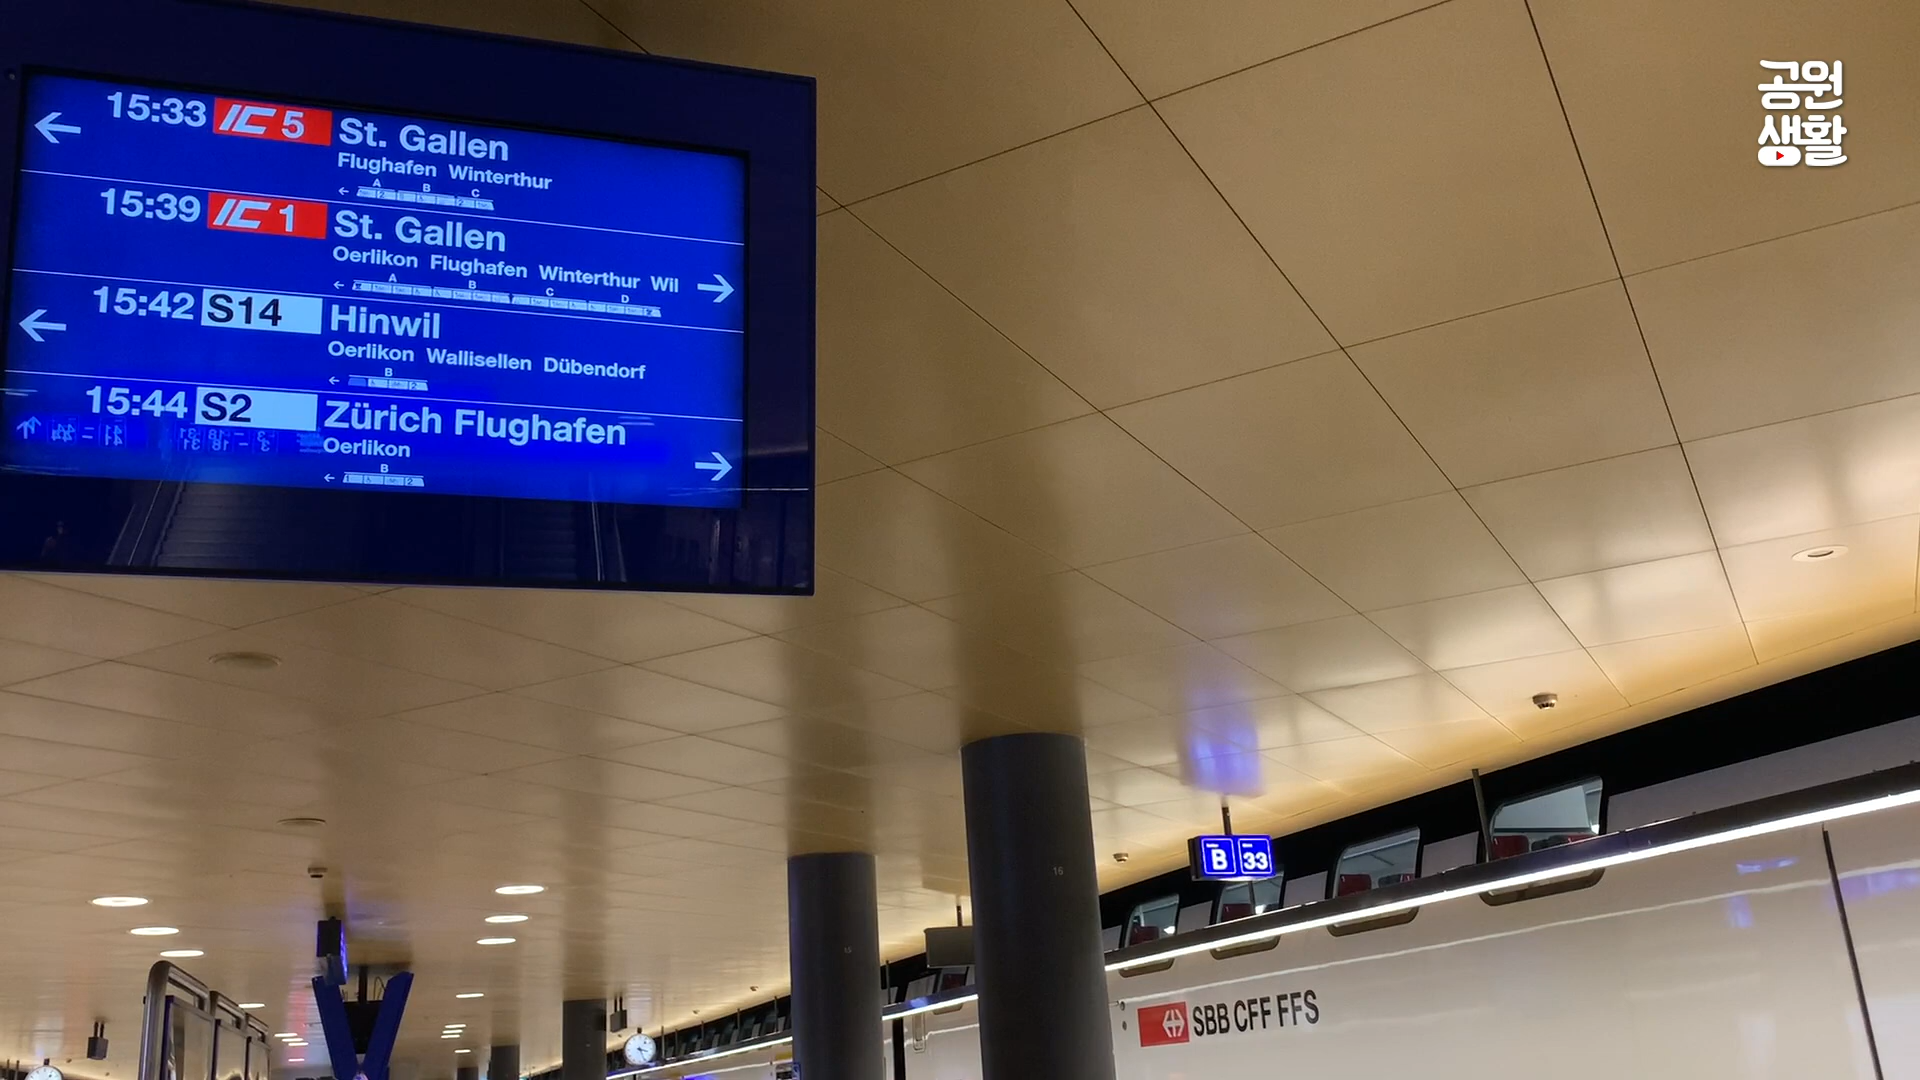 15:33 IC 5 St. Gallen
Flughafen Winterthur
A B C
15:39 IC 1 St. Gallen
Oerlikon Flughafen Winterthur Wil
A B C D
15:42 S14 Hinwil
Oerlikon Wallisellen Dübendorf
B
15:44 S2 Zürich Flughafen
Oerlikon
B
공원
생활
B 33
16
15
SBB CFF FFS